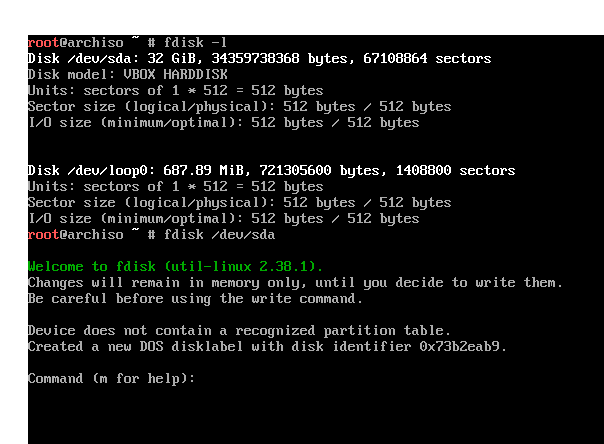 root@archiso ~ # fdisk -l
Disk /dev/sda: 32 GiB, 34359738368 bytes, 67108864 sectors
Disk model: VBOX HARDDISK
Units: sectors of 1 * 512 = 512 bytes
Sector size (logical/physical): 512 bytes / 512 bytes
I/O size (minimum/optimal): 512 bytes / 512 bytes
Disk /dev/loop0: 687.89 MiB, 721305600 bytes, 1408800 sectors
Units: sectors of 1 * 512 = 512 bytes
Sector size (logical/physical): 512 bytes / 512 bytes
I/O size (minimum/optimal): 512 bytes / 512 bytes
root@archiso ~ # fdisk /dev/sda
Welcome to fdisk (util-linux 2.38.1).
Changes will remain in memory only, until you decide to write them.
Be careful before using the write command.
Device does not contain a recognized partition table.
Created a new DOS disklabel with disk identifier 0x73b2eab9.
Command (m for help):